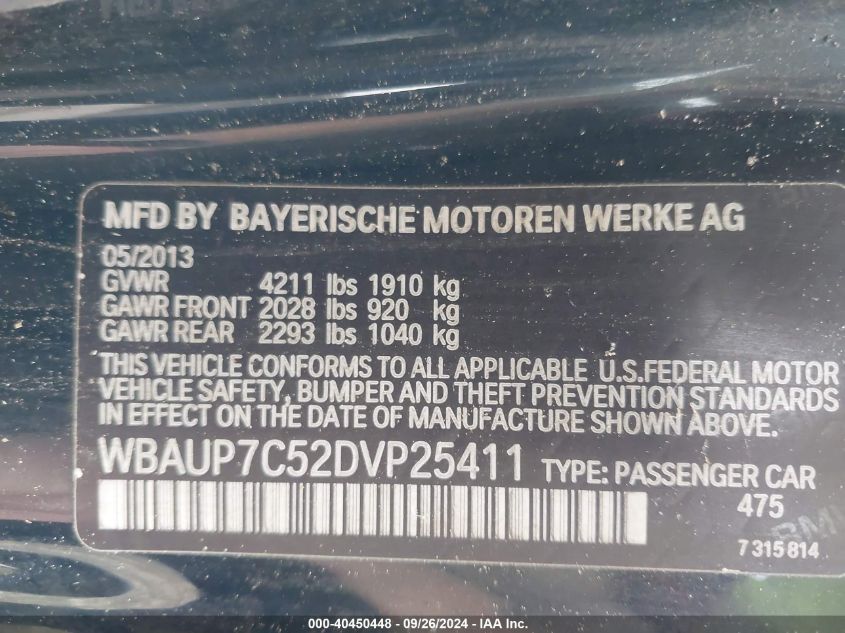 MFD BY BAYERISCHE MOTOREN WERKE AG
05/2013
GVWR 4211 lbs 1910 kg
GAWR FRONT 2028 lbs 920 kg
GAWR REAR 2293 lbs 1040 kg
THIS VEHICLE CONFORMS TO ALL APPLICABLE U.S.FEDERAL MOTOR
VEHICLE SAFETY, BUMPER AND THEFT PREVENTION STANDARDS
IN EFFECT ON THE DATE OF MANUFACTURE SHOWN ABOVE.
WBAUP7C52DVP25411 TYPE: PASSENGER CAR
475
7 315 814
000-40450448 - 09/26/2024 - IAA Inc.